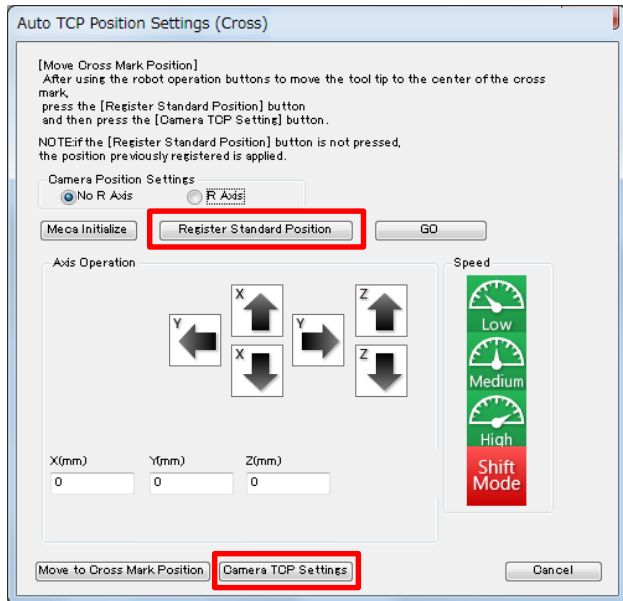 Auto TCP Position Settings (Cross)
[Move Cross Mark Position]
After using the robot operation buttons to move the tool tip to the center of the cross
mark,
press the [Register Standard Position] button
and then press the [Camera TCP Setting] button.
NOTE:if the [Register Standard Position] button is not pressed,
the position previously registered is applied.
Camera Position Settings
No R Axis R Axis
Meca Initialize Register Standard Position GO
Axis Operation Speed
X Z
Y Y
Low
X Z
Medium
High
X(mm) Y(mm) Z(mm)
Shift
Mode
0 0 0
Move to Cross Mark Position Camera TCP Settings Cancel